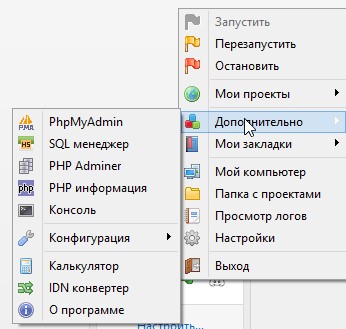 Запустить
Перезапустить
Остановить
Мои проекты
Дополнительно
Мои закладки
Мой компьютер
Папка с проектами
Просмотр логов
Настройки
Выход
PMA
PhpMyAdmin
HS
SQL менеджер
PHP Adminer
php
PHP информация
Консоль
Конфигурация
Калькулятор
IDN конвертер
О программе
Настроить...